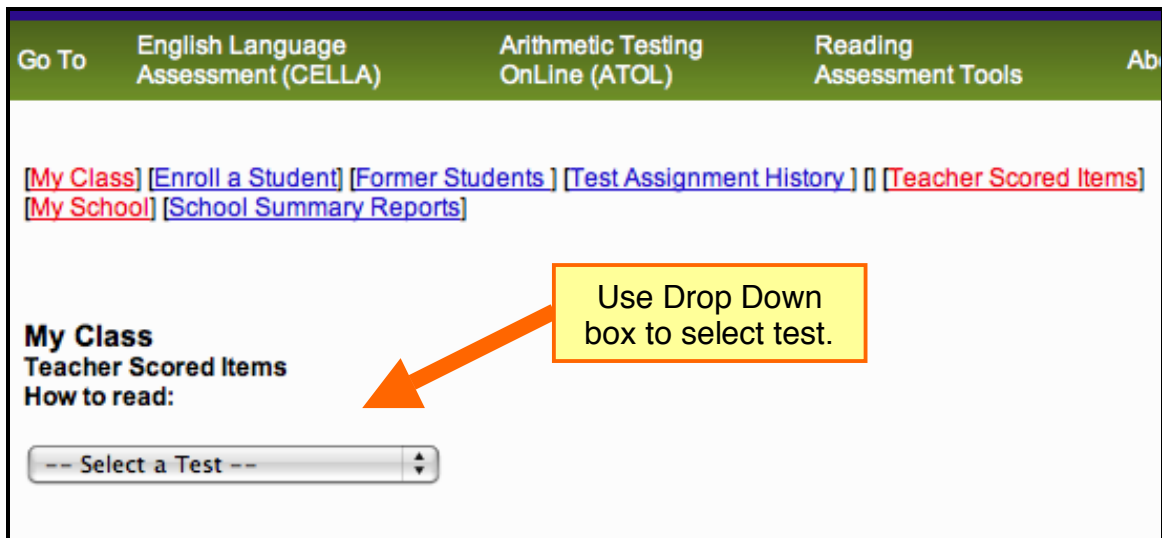 Go To
English Language
Assessment (CELLA)
Arithmetic Testing
OnLine (ATOL)
Reading
Assessment Tools
[My Class] [Enroll a Student] [Former Students ] [Test Assignment History ] [] [Teacher Scored Items]
[My School] [School Summary Reports]
Use Drop Down
box to select test.
My Class
Teacher Scored Items
How to read:
-- Select a Test --